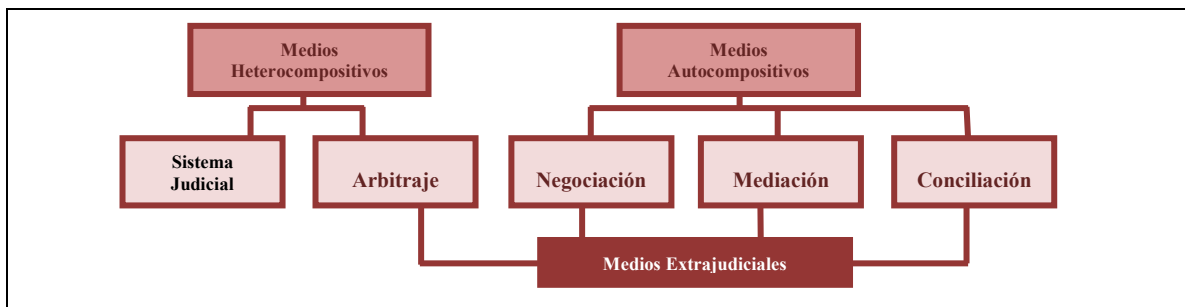 Medios
Heterocompositivos
Medios
Autocompositivos
Sistema
Judicial
Arbitraje
Negociación
Mediación
Conciliación
Medios Extrajudiciales